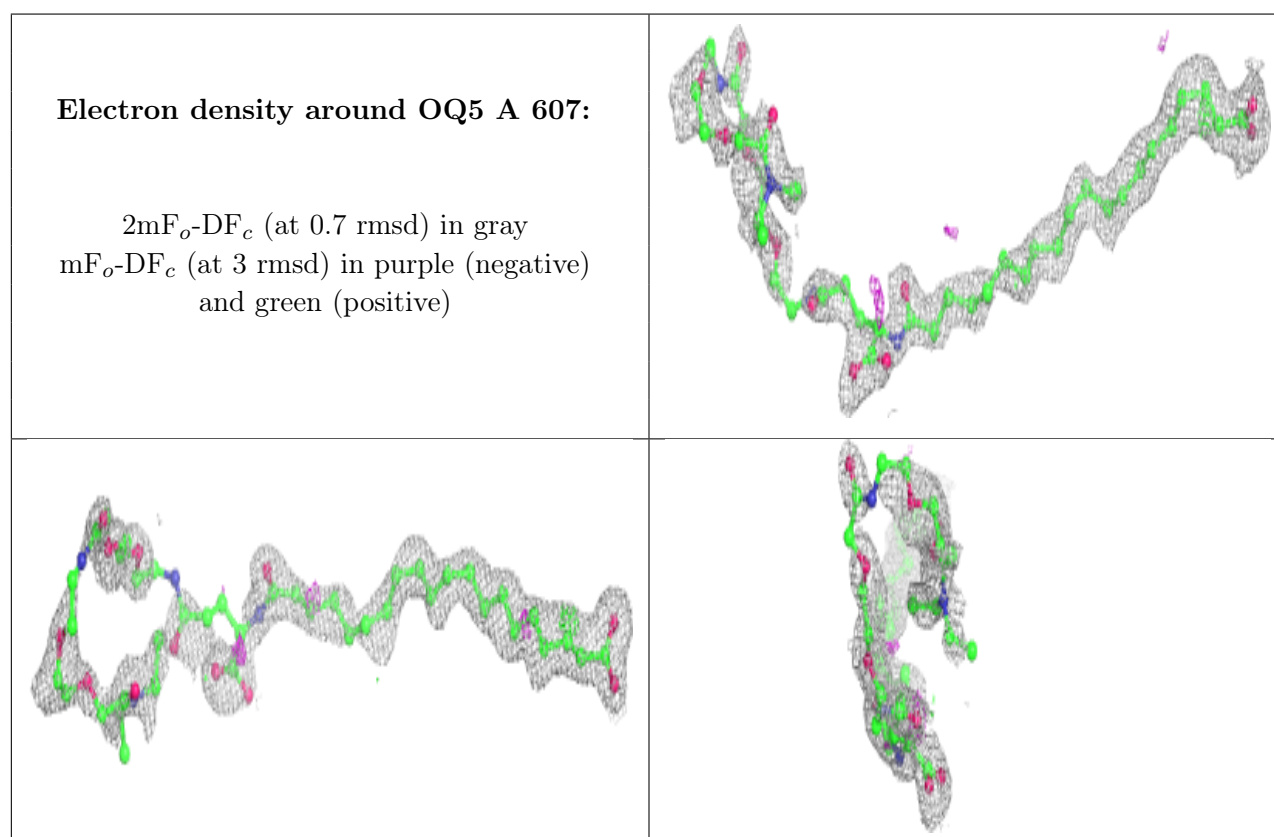 Electron density around OQ5 A 607:
2mFₒ-DF𝒸 (at 0.7 rmsd) in gray
mFₒ-DF𝒸 (at 3 rmsd) in purple (negative)
and green (positive)